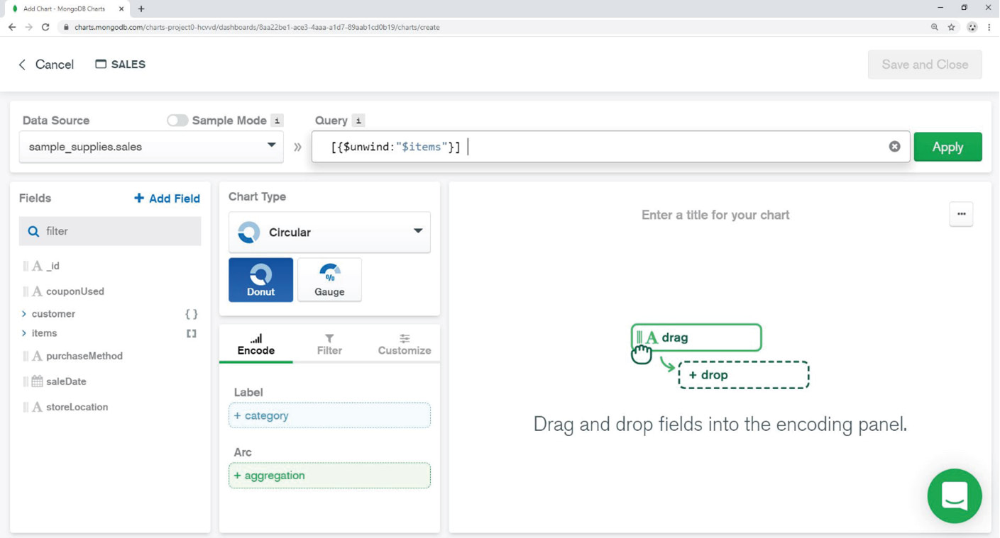 Add Chart - MongoDB Charts
charts.mongodb.com/charts-project0-hcvvd/dashboards/8aa22be1-ace3-4aaa-a1d7-89aab1cd0b19/charts/create
Cancel SALES Save and Close
Data Source Sample Mode i Query i
sample_supplies.sales » [{$unwind:"$items"}] Apply
Fields + Add Field
filter
A _id
A couponUsed
customer { }
items [ ]
A purchaseMethod
saleDate
A storeLocation
Chart Type
Circular
Donut
%
Gauge
Encode Filter Customize
Label
+ category
Arc
+ aggregation
Enter a title for your chart
A drag
+ drop
Drag and drop fields into the encoding panel.